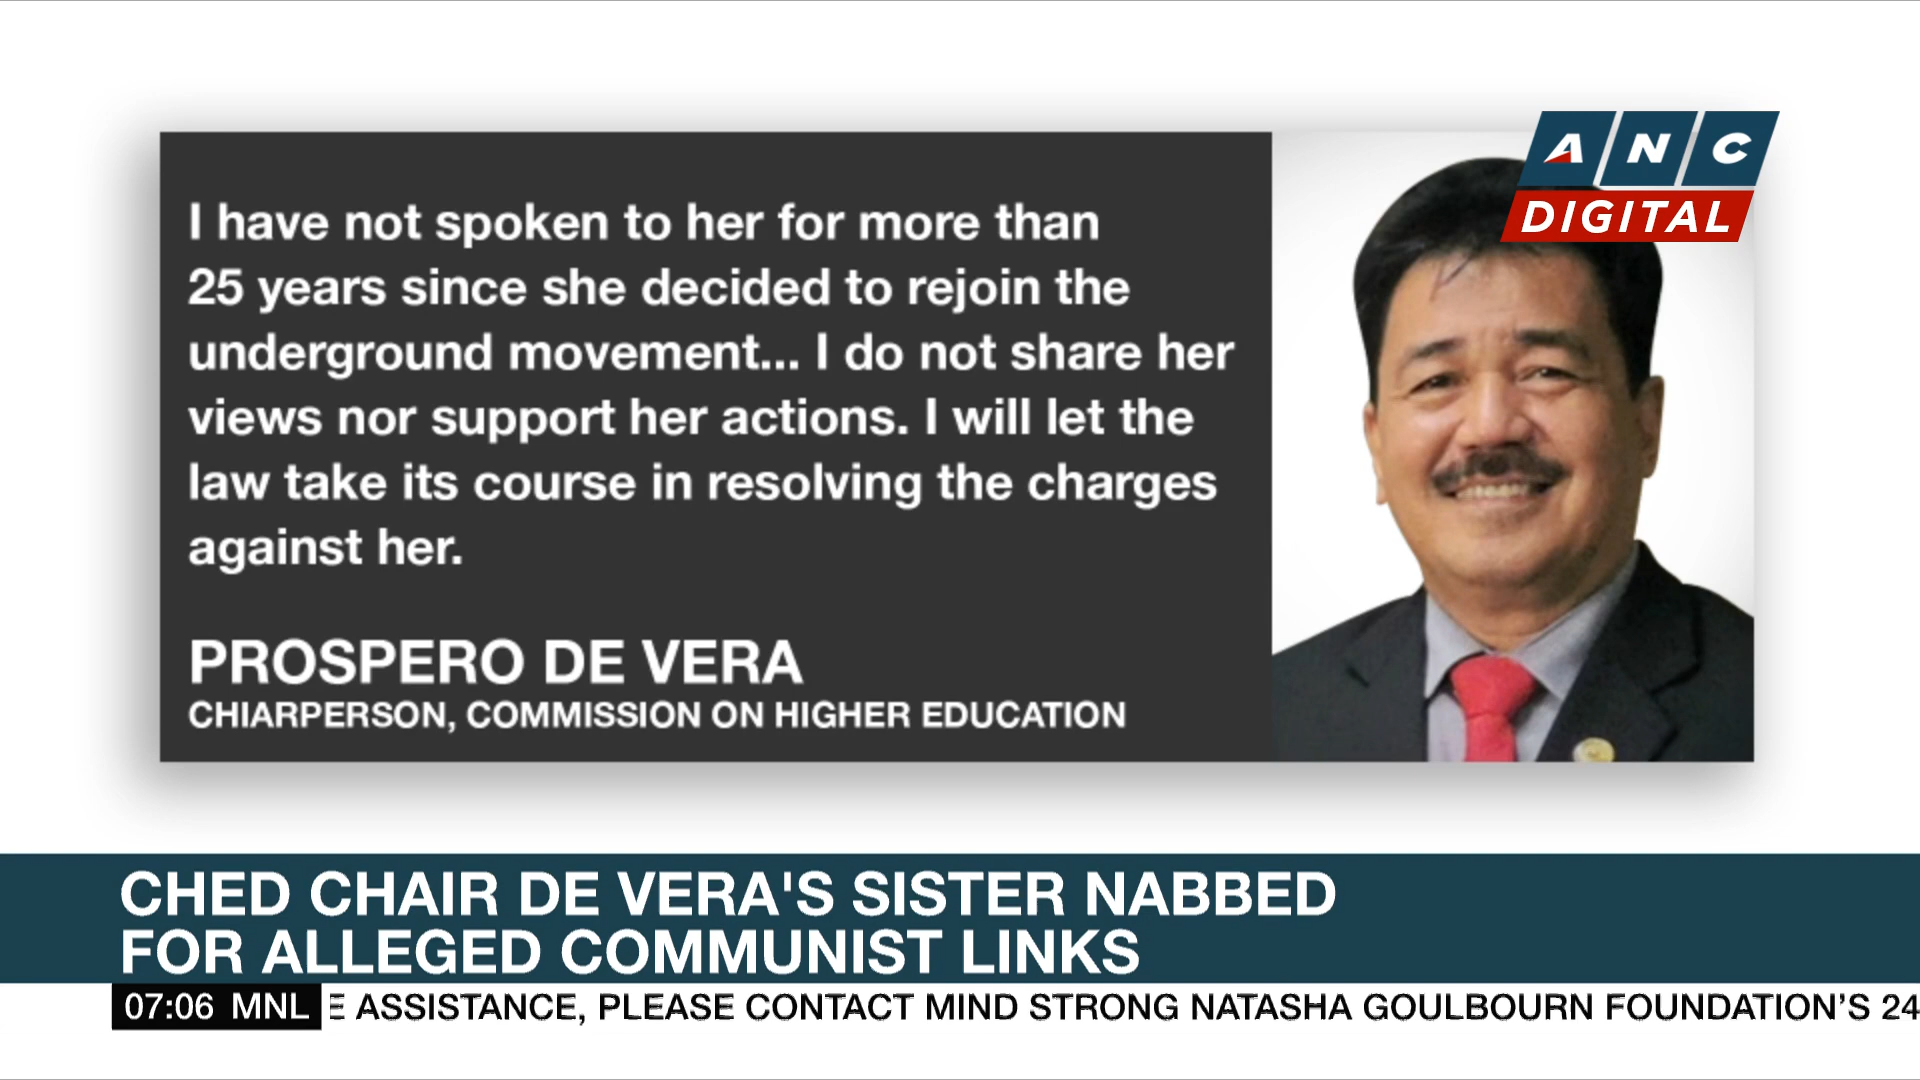 ANC
DIGITAL
I have not spoken to her for more than
25 years since she decided to rejoin the
underground movement... I do not share her
views nor support her actions. I will let the
law take its course in resolving the charges
against her.
PROSPERO DE VERA
CHIARPERSON, COMMISSION ON HIGHER EDUCATION
CHED CHAIR DE VERA'S SISTER NABBED
FOR ALLEGED COMMUNIST LINKS
07:06 MNL E ASSISTANCE, PLEASE CONTACT MIND STRONG NATASHA GOULBOURN FOUNDATION’S 24